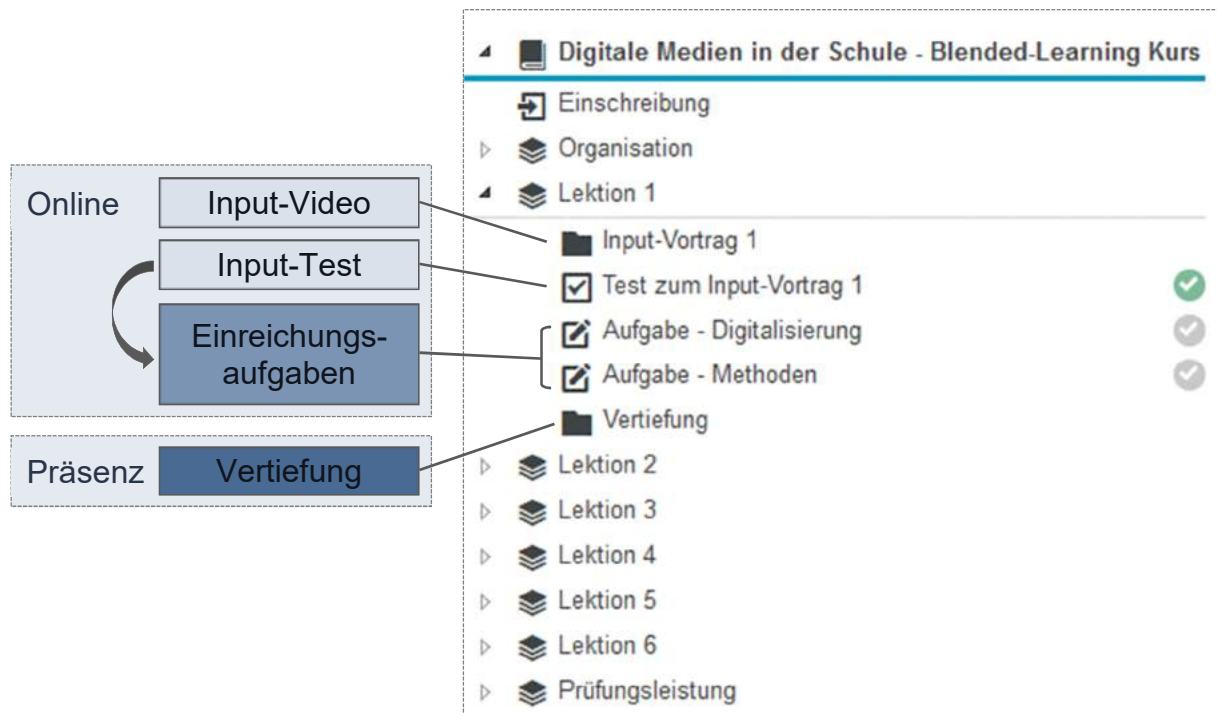 Online
Input-Video
Input-Test
Einreichungs-
aufgaben
Präsenz
Vertiefung
Digitale Medien in der Schule - Blended-Learning Kurs
Einschreibung
Organisation
Lektion 1
Input-Vortrag 1
Test zum Input-Vortrag 1
Aufgabe - Digitalisierung
Aufgabe - Methoden
Vertiefung
Lektion 2
Lektion 3
Lektion 4
Lektion 5
Lektion 6
Prüfungsleistung